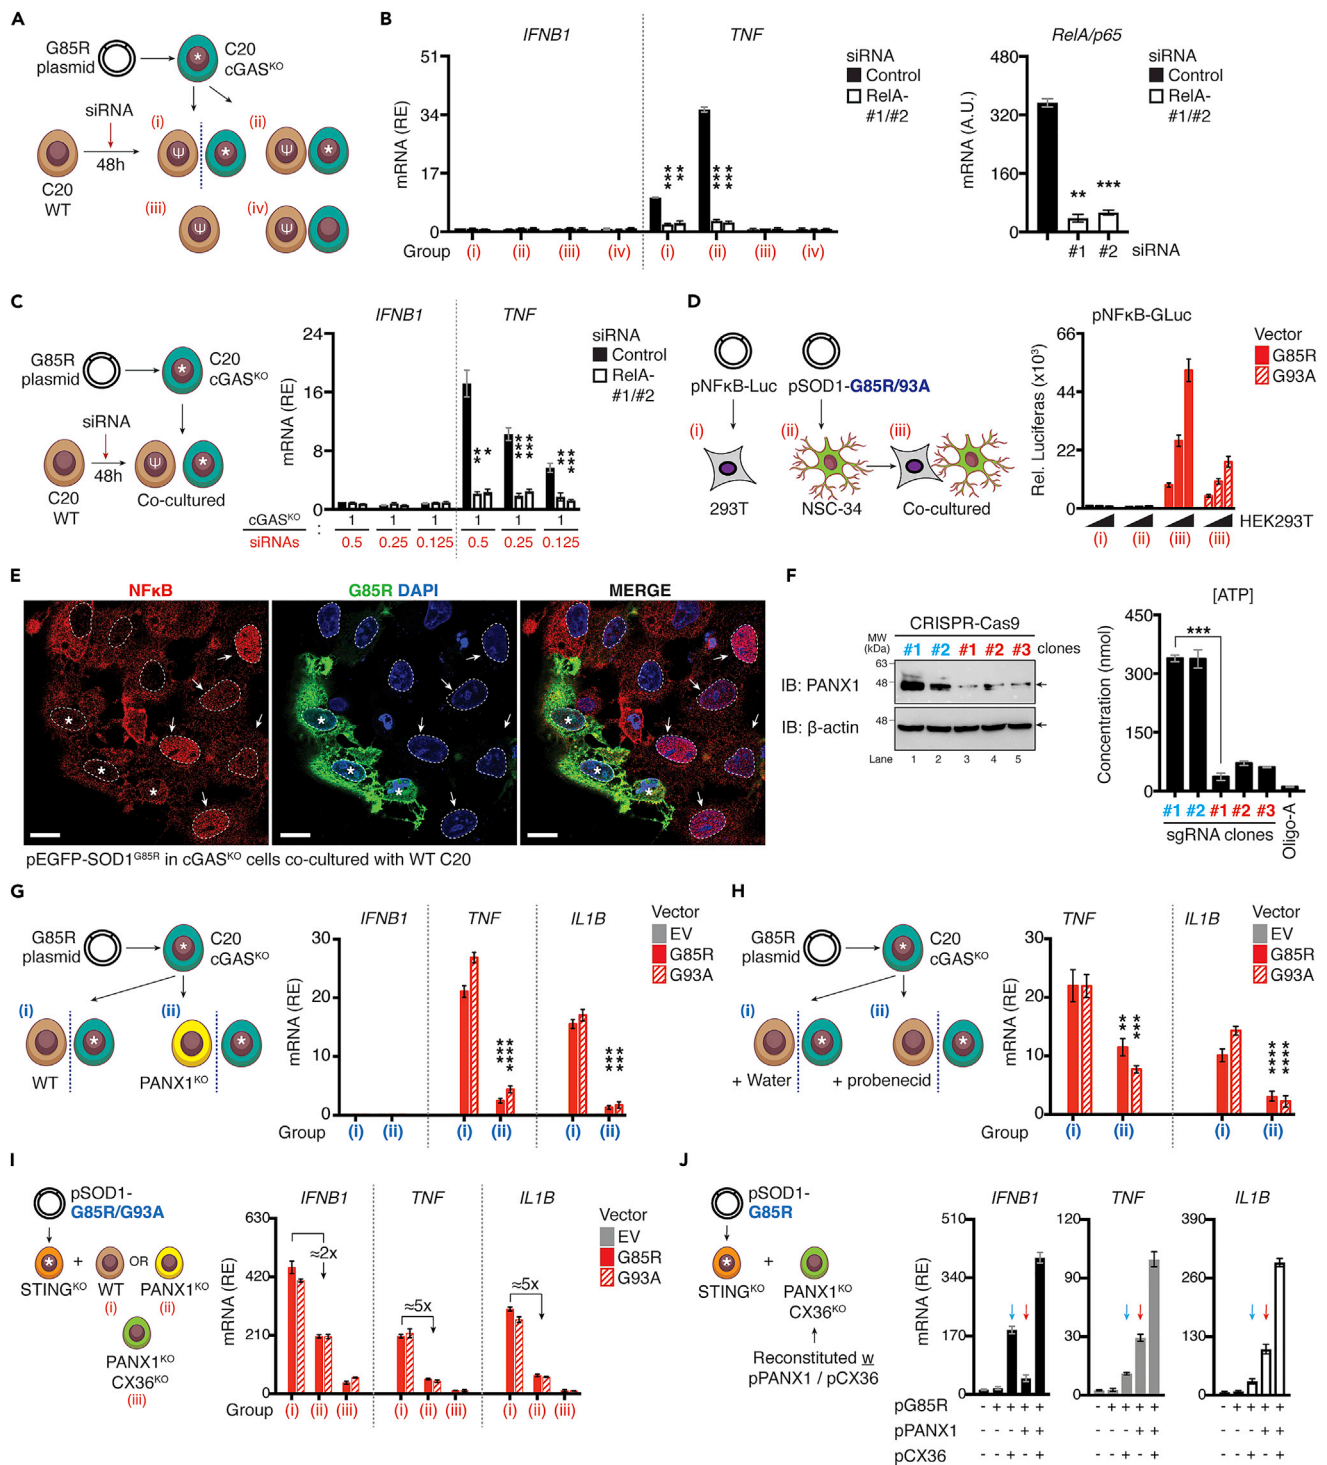 A
G85R
plasmid
C20
cGASKO
siRNA
48h
C20
WT
(i)
(ii)
(iii)
(iv)
Ψ
*
Ψ
*
Ψ
Ψ
*
B
IFNB1
TNF
mRNA (RE)
51
34
17
0
***
**
***
***
Group
(i) (ii) (iii) (iv) (i) (ii) (iii) (iv)
siRNA
Control
RelA-
#1/#2
RelA/p65
mRNA (A.U.)
480
320
160
0
**
***
#1 #2 siRNA
siRNA
Control
RelA-
#1/#2
C
G85R
plasmid
C20
cGASKO
siRNA
48h
C20
WT
Co-cultured
*
Ψ
*
IFNB1
TNF
mRNA (RE)
24
16
8
0
**
*
***
***
**
***
cGASKO 1 1 1 1 1 1
:
siRNAs 0.5 0.25 0.125 0.5 0.25 0.125
siRNA
Control
RelA-
#1/#2
D
pNFκB-Luc
pSOD1-G85R/93A
(i)
(ii)
(iii)
293T
NSC-34
Co-cultured
pNFκB-GLuc
Rel. Luciferas (x10³)
66
44
22
0
HEK293T
(i) (ii) (iii) (iii)
Vector
G85R
G93A
E
NFκB
G85R DAPI
MERGE
*
*
*
*
*
*
*
*
*
pEGFP-SOD1G85R in cGASKO cells co-cultured with WT C20
F
CRISPR-Cas9
MW
(kDa)
#1 #2 #1 #2 #3 clones
63
48
IB: PANX1
48
IB: β-actin
Lane 1 2 3 4 5
[ATP]
Concentration (nmol)
450
300
150
0
***
#1 #2 #1 #2 #3
sgRNA clones
Oligo-A
G
G85R
plasmid
C20
cGASKO
*
(i)
(ii)
*
*
WT
PANX1KO
IFNB1
TNF
IL1B
mRNA (RE)
30
20
10
0
***
****
***
***
Group
(i) (ii) (i) (ii) (i) (ii)
Vector
EV
G85R
G93A
H
G85R
plasmid
C20
cGASKO
*
(i)
(ii)
*
*
+ Water
+ probenecid
TNF
IL1B
mRNA (RE)
30
20
10
0
**
***
****
****
Group
(i) (ii) (i) (ii)
Vector
EV
G85R
G93A
I
pSOD1-
G85R/G93A
*
+
OR
STINGKO
WT
(i)
PANX1KO
(ii)
PANX1KO
CX36KO
(iii)
IFNB1
TNF
IL1B
mRNA (RE)
630
420
210
0
≈2x
≈5x
≈5x
Group
(i) (ii) (iii) (i) (ii) (iii) (i) (ii) (iii)
Vector
EV
G85R
G93A
J
pSOD1-
G85R
*
+
STINGKO
PANX1KO
CX36KO
Reconstituted w
pPANX1 / pCX36
IFNB1
TNF
IL1B
mRNA (RE)
510
340
170
0
120
90
30
0
390
260
130
0
pG85R - + + + + - + + + + - + + + +
pPANX1 - - - + + - - - + + - - - + +
pCX36 - - + - + - - + - + - - + - +